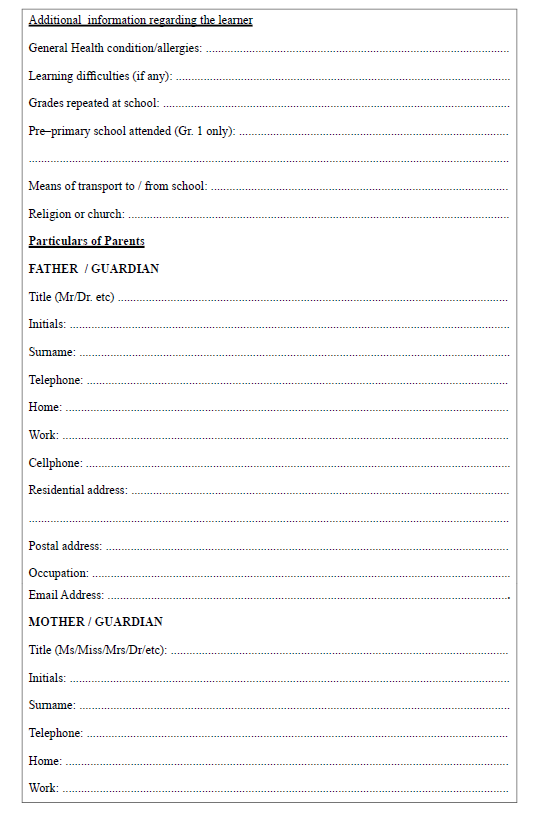 Additional  information regarding the learner
General Health condition/allergies: ..........................................................................................................
Learning difficulties (if any): .....................................................................................................................
Grades repeated at school: .........................................................................................................................
Pre–primary school attended (Gr. 1 only): ..............................................................................................
.......................................................................................................................................................................
Means of transport to / from school: ........................................................................................................
Religion or church: .....................................................................................................................................
Particulars of Parents
FATHER  / GUARDIAN
Title (Mr/Dr. etc) ........................................................................................................................................
Initials: .........................................................................................................................................................
Surname: ......................................................................................................................................................
Telephone: ...................................................................................................................................................
Home: ..........................................................................................................................................................
Work: ...........................................................................................................................................................
Cellphone: ...................................................................................................................................................
Residential address: ...................................................................................................................................
.......................................................................................................................................................................
Postal address: ............................................................................................................................................
Occupation: .................................................................................................................................................
Email Address: ............................................................................................................................................
MOTHER / GUARDIAN
Title (Ms/Miss/Mrs/Dr/etc): ......................................................................................................................
Initials: .........................................................................................................................................................
Surname: ......................................................................................................................................................
Telephone: ...................................................................................................................................................
Home: ..........................................................................................................................................................
Work: ...........................................................................................................................................................